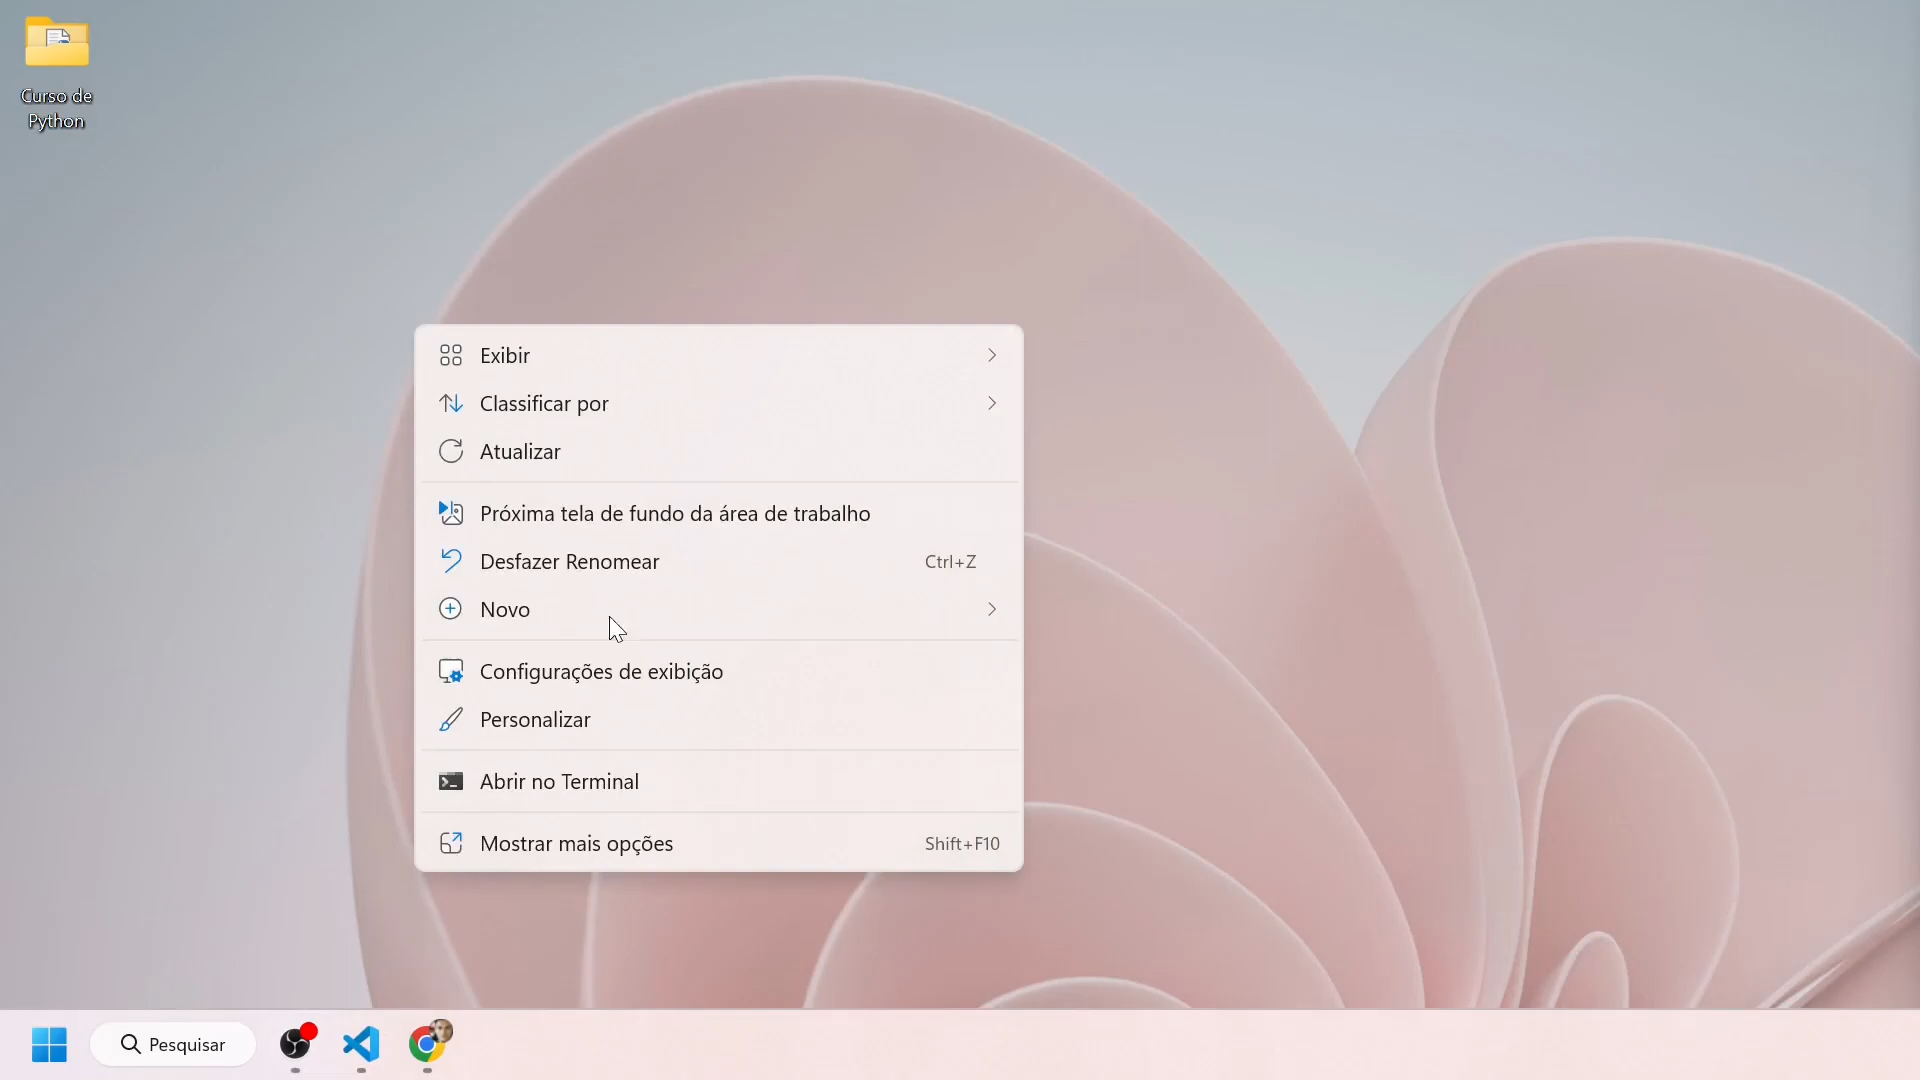 Curso de
Python
Exibir
Classificar por
Atualizar
Próxima tela de fundo da área de trabalho
Desfazer Renomear Ctrl+Z
Novo
Configurações de exibição
Personalizar
Abrir no Terminal
Mostrar mais opções Shift+F10
Pesquisar